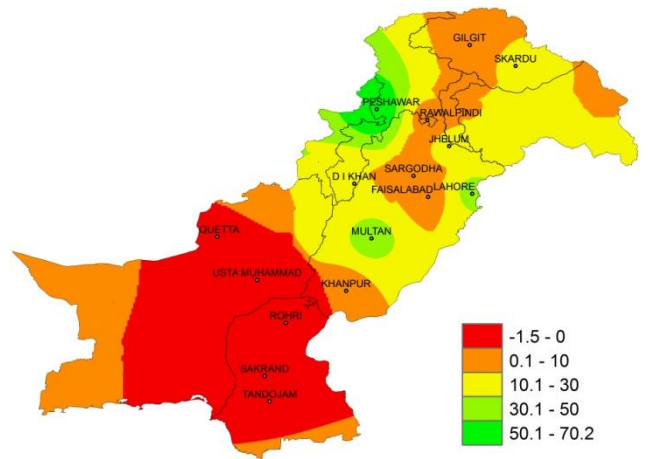 GILGIT
SKARDU
PESHAWAR
RAWALPINDI
JHELUM
SARGODHA
D I KHAN
FAISALABAD
LAHORE
MULTAN
QUETTA
USTA MUHAMMAD
KHANPUR
ROHRI
SAKRAND
TANDOJAM
-1.5 - 0
0.1 - 10
10.1 - 30
30.1 - 50
50.1 - 70.2